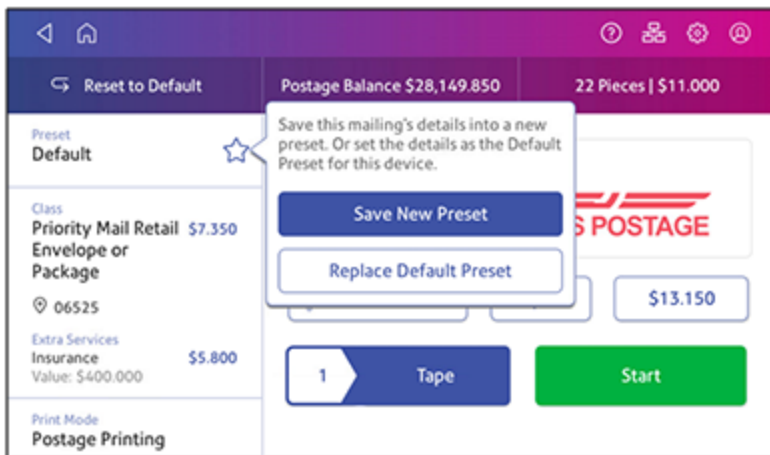 Reset to Default
Postage Balance $28,149.850
22 Pieces | $11.000
Preset
Default
Save this mailing's details into a new
preset. Or set the details as the Default
Preset for this device.
Save New Preset
Replace Default Preset
Class
Priority Mail Retail $7.350
Envelope or
Package
06525
Extra Services
Insurance $5.800
Value: $400.000
Print Mode
Postage Printing
S POSTAGE
$13.150
1 Tape
Start